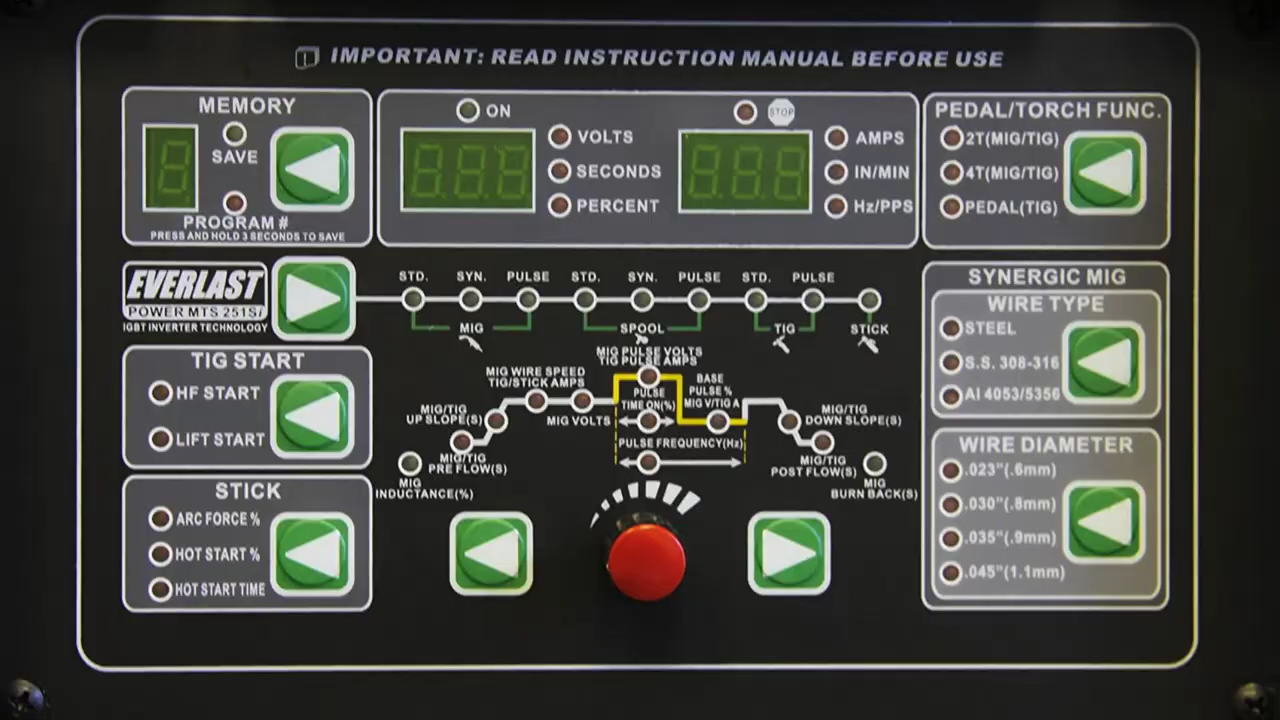 IMPORTANT: READ INSTRUCTION MANUAL BEFORE USE
MEMORY
SAVE
PROGRAM #
PRESS AND HOLD 3 SECONDS TO SAVE
ON
VOLTS
SECONDS
PERCENT
STOP
AMPS
IN/MIN
Hz/PPS
PEDAL/TORCH FUNC.
2T(MIG/TIG)
4T(MIG/TIG)
PEDAL(TIG)
EVERLAST
POWER MTS 251Si
IGBT INVERTER TECHNOLOGY
STD. SYN. PULSE STD. SYN. PULSE STD. PULSE
MIG SPOOL TIG STICK
TIG START
HF START
LIFT START
STICK
ARC FORCE %
HOT START %
HOT START TIME
MIG PULSE VOLTS
TIG PULSE AMPS
MIG WIRE SPEED
TIG/STICK AMPS
BASE
PULSE %
MIG V/TIG A
PULSE
TIME ON(%)
MIG/TIG
UP SLOPE(S)
MIG VOLTS
MIG/TIG
DOWN SLOPE(S)
PULSE FREQUENCY(Hz)
MIG/TIG
PRE FLOW(S)
MIG/TIG
POST FLOW(S)
MIG
INDUCTANCE(%)
MIG
BURN BACK(S)
SYNERGIC MIG
WIRE TYPE
STEEL
S.S. 308-316
Al 4053/5356
WIRE DIAMETER
.023"(.6mm)
.030"(.8mm)
.035"(.9mm)
.045"(1.1mm)